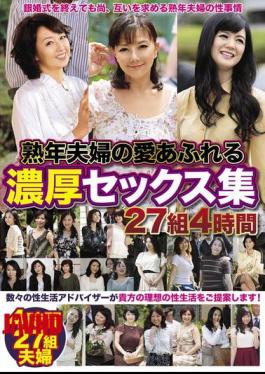 銀婚式を終えても尚、互いを求める熟年夫婦の性事情
熟年夫婦の愛あふれる
濃厚セックス集
27組4時間
数々の性生活アドバイザーが貴方の理想の性生活をご提案します！
27組
夫婦